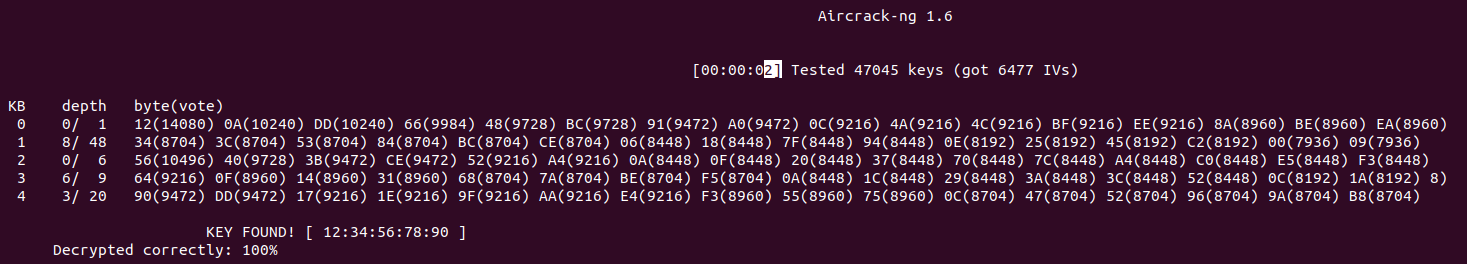 Aircrack-ng 1.6
[00:00:02] Tested 47045 keys (got 6477 IVs)
KB depth byte(vote)
0 0/ 1 12(14080) 0A(10240) DD(10240) 66(9984) 48(9728) BC(9728) 91(9472) A0(9472) 0C(9216) 4A(9216) 4C(9216) BF(9216) EE(9216) 8A(8960) BE(8960) EA(8960)
1 8/ 48 34(8704) 3C(8704) 53(8704) 84(8704) BC(8704) CE(8704) 06(8448) 18(8448) 7F(8448) 94(8448) 0E(8192) 25(8192) 45(8192) C2(8192) 00(7936) 09(7936)
2 0/ 6 56(10496) 40(9728) 3B(9472) CE(9472) 52(9216) A4(9216) 0A(8448) 0F(8448) 20(8448) 37(8448) 70(8448) 7C(8448) A4(8448) C0(8448) E5(8448) F3(8448)
3 6/ 9 64(9216) 0F(8960) 14(8960) 31(8960) 68(8704) 7A(8704) BE(8704) F5(8704) 0A(8448) 1C(8448) 29(8448) 3A(8448) 3C(8448) 52(8448) 0C(8192) 1A(8192) 8)
4 3/ 20 90(9472) DD(9472) 17(9216) 1E(9216) 9F(9216) AA(9216) E4(9216) F3(8960) 55(8960) 75(8960) 0C(8704) 47(8704) 52(8704) 96(8704) 9A(8704) B8(8704)
KEY FOUND! [ 12:34:56:78:90 ]
Decrypted correctly: 100%